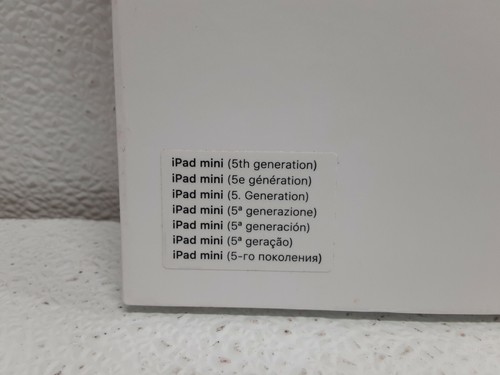 iPad mini (5th generation)
iPad mini (5e génération)
iPad mini (5. Generation)
iPad mini (5ª generazione)
iPad mini (5ª generación)
iPad mini (5ª geração)
iPad mini (5-го поколения)